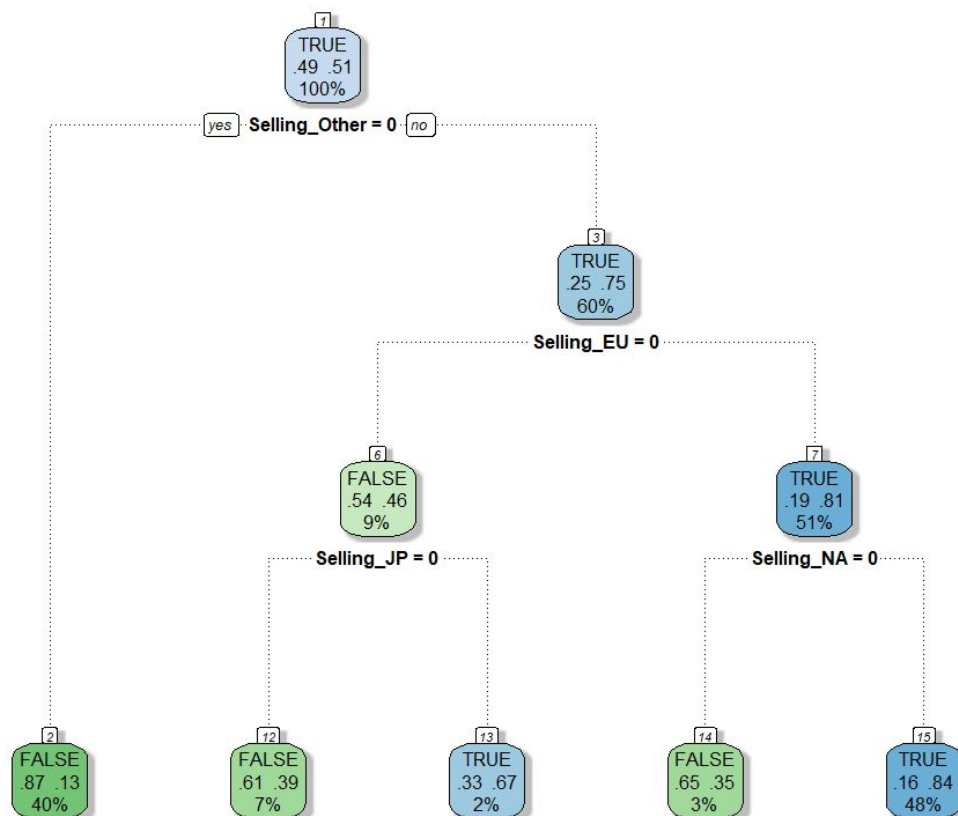 1
TRUE
.49 .51
100%
yes Selling_Other = 0 no
3
TRUE
.25 .75
60%
Selling_EU = 0
6
FALSE
.54 .46
9%
7
TRUE
.19 .81
51%
Selling_JP = 0
Selling_NA = 0
2
FALSE
.87 .13
40%
12
FALSE
.61 .39
7%
13
TRUE
.33 .67
2%
14
FALSE
.65 .35
3%
15
TRUE
.16 .84
48%